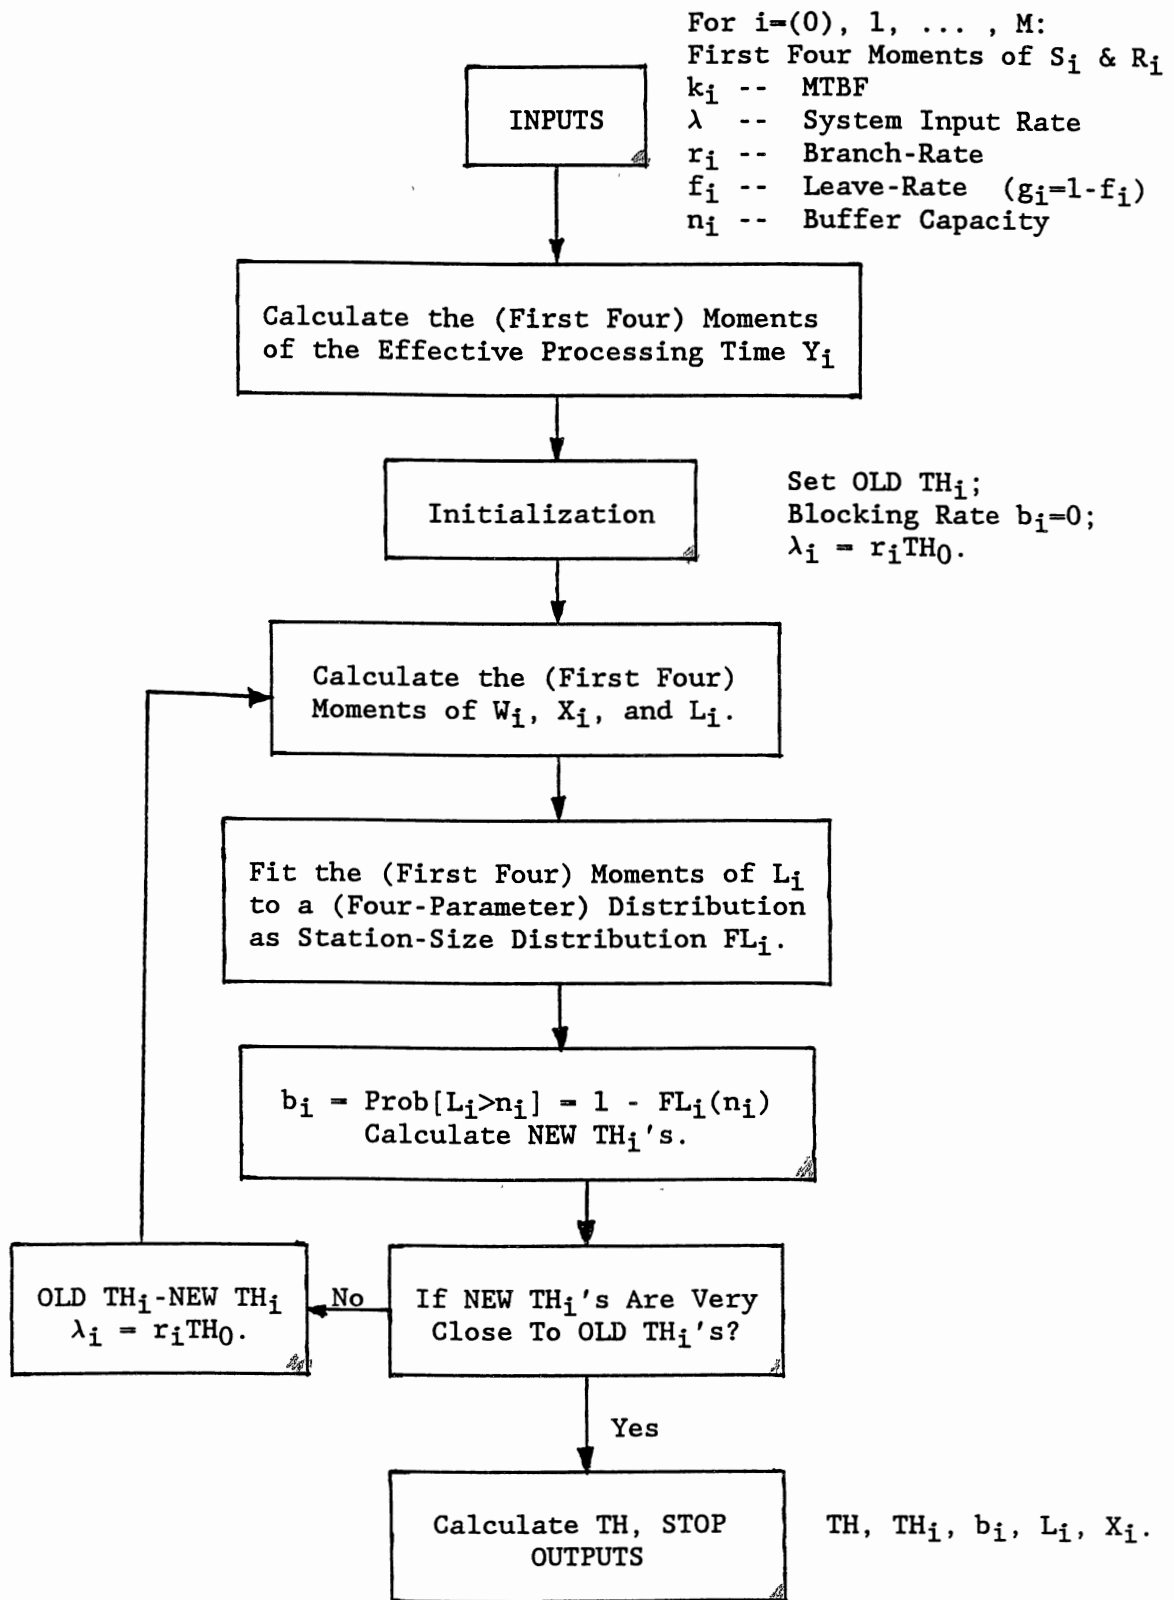 For i=(0), 1, ... , M:
First Four Moments of Sᵢ & Rᵢ
INPUTS
kᵢ -- MTBF
λ -- System Input Rate
rᵢ -- Branch-Rate
fᵢ -- Leave-Rate (gᵢ=1-fᵢ)
nᵢ -- Buffer Capacity
Calculate the (First Four) Moments
of the Effective Processing Time Yᵢ
Initialization
Set OLD THᵢ;
Blocking Rate bᵢ=0;
λᵢ = rᵢTH₀.
Calculate the (First Four)
Moments of Wᵢ, Xᵢ, and Lᵢ.
Fit the (First Four) Moments of Lᵢ
to a (Four-Parameter) Distribution
as Station-Size Distribution FLᵢ.
bᵢ = Prob[Lᵢ>nᵢ] = 1 - FLᵢ(nᵢ)
Calculate NEW THᵢ's.
OLD THᵢ-NEW THᵢ
λᵢ = rᵢTH₀.
No
If NEW THᵢ's Are Very
Close To OLD THᵢ's?
Yes
Calculate TH, STOP
OUTPUTS
TH, THᵢ, bᵢ, Lᵢ, Xᵢ.